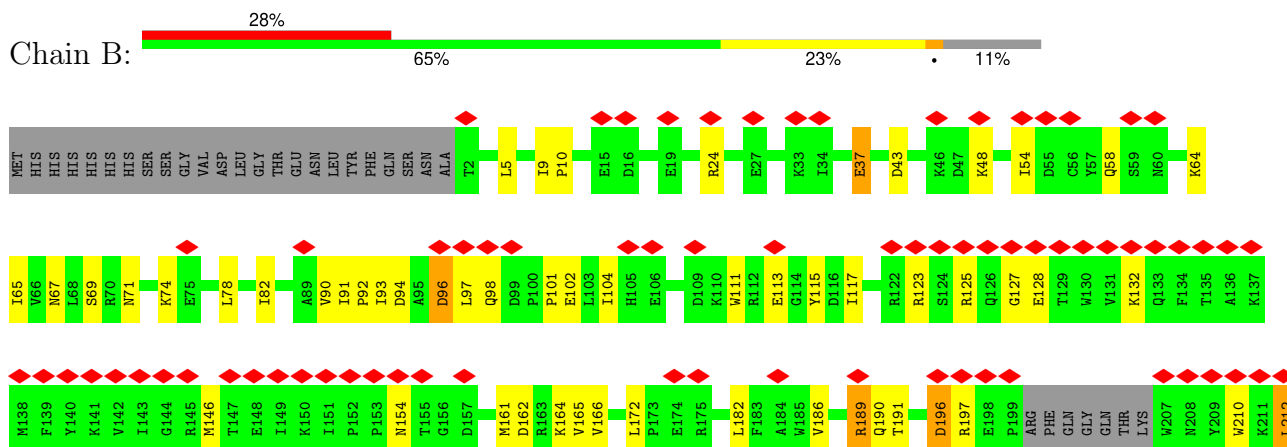 28%
Chain B:
65% 23% • 11%
MET HIS HIS HIS HIS HIS HIS SER SER GLY VAL ASP LEU GLY THR GLU ASN LEU TYR PHE GLN SER ASN ALA T2 L5 I9 P10 E15 D16 E19 R24 E27 K33 I34 E37 D43 K46 D47 K48 I54 D55 C56 Y57 Q58 S59 N60 K64
I65 V66 N67 L68 S69 R70 N71 K74 E75 L78 I82 A89 V90 I91 P92 I93 D94 A95 D96 L97 Q98 D99 P100 P101 E102 L103 I104 H105 E106 D109 K110 W111 R112 E113 G114 Y115 D116 I117 R122 R123 S124 R125 Q126 G127 E128 T129 W130 V131 K132 Q133 F134 T135 A136 K137
M138 F139 Y140 K141 V142 I143 G144 R145 M146 T147 E148 I149 K150 I151 P152 P153 N154 T155 G156 D157 M161 D162 R163 K164 V165 V166 L172 P173 E174 R175 L182 F183 A184 W185 V186 R189 Q190 T191 D196 R197 E198 P199 ARG PHE GLN GLY GLN THR LYS W207 N208 Y209 W210 K211